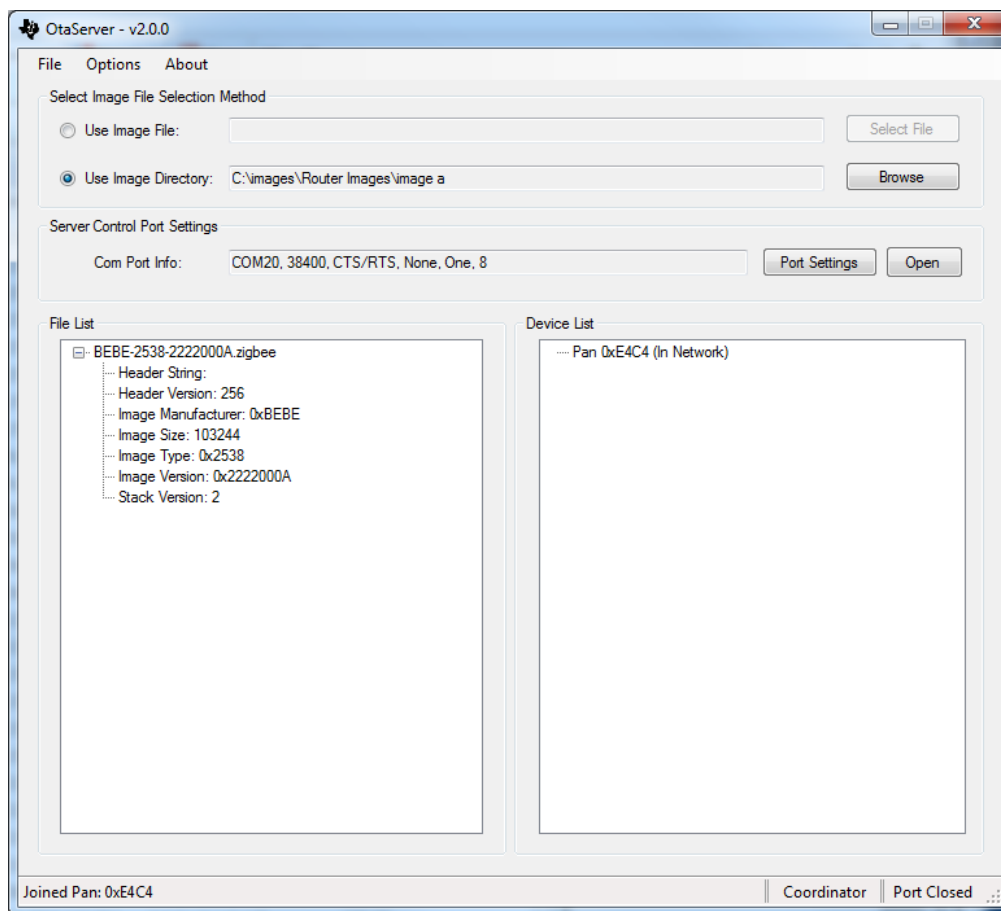 OtaServer - v2.0.0
File Options About
Select Image File Selection Method
Use Image File: Select File
Use Image Directory: C:\images\Router Images\image a Browse
Server Control Port Settings
Com Port Info: COM20, 38400, CTS/RTS, None, One, 8 Port Settings Open
File List
BEBE-2538-2222000A.zigbee
Header String:
Header Version: 256
Image Manufacturer: 0xBEBE
Image Size: 103244
Image Type: 0x2538
Image Version: 0x2222000A
Stack Version: 2
Device List
Pan 0xE4C4 (In Network)
Joined Pan: 0xE4C4 Coordinator Port Closed